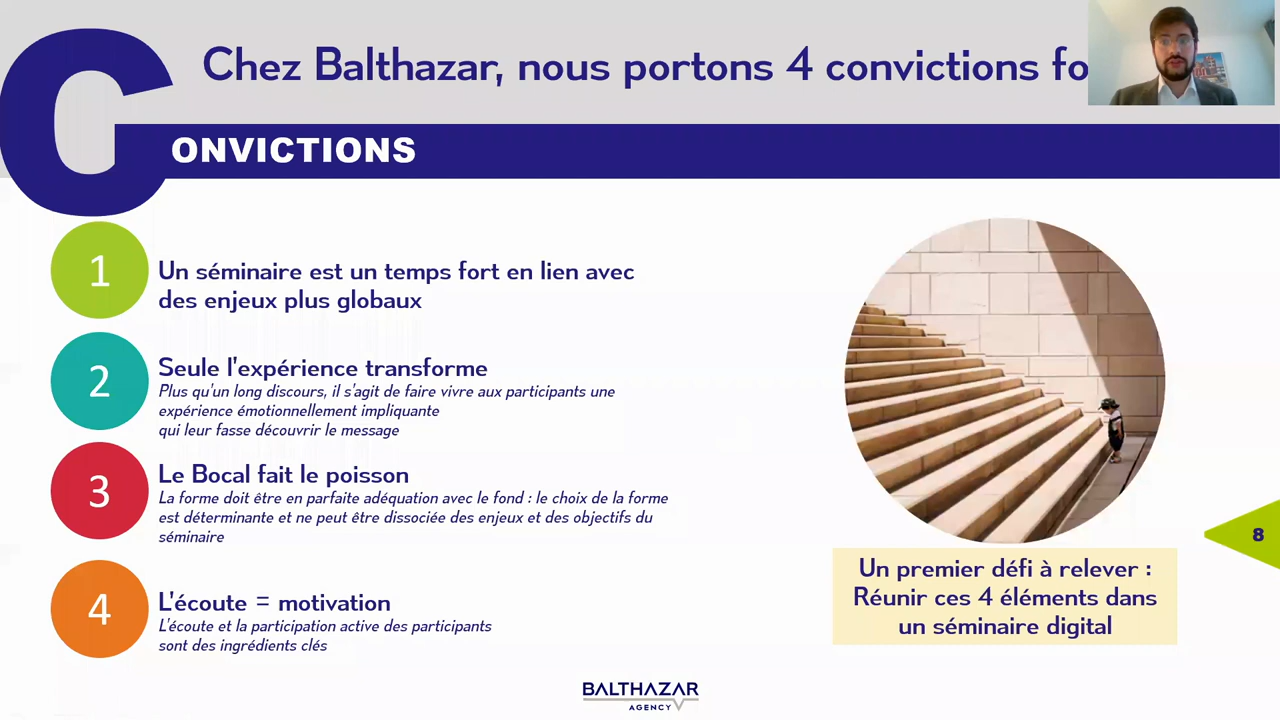 Chez Balthazar, nous portons 4 convictions fo
CONVICTIONS
1
Un séminaire est un temps fort en lien avec
des enjeux plus globaux
2
Seule l'expérience transforme
Plus qu'un long discours, il s'agit de faire vivre aux participants une
expérience émotionnellement impliquante
qui leur fasse découvrir le message
3
Le Bocal fait le poisson
La forme doit être en parfaite adéquation avec le fond : le choix de la forme
est déterminante et ne peut être dissociée des enjeux et des objectifs du
séminaire
4
L'écoute = motivation
L'écoute et la participation active des participants
sont des ingrédients clés
Un premier défi à relever :
Réunir ces 4 éléments dans
un séminaire digital
8
BALTHAZAR
AGENCY